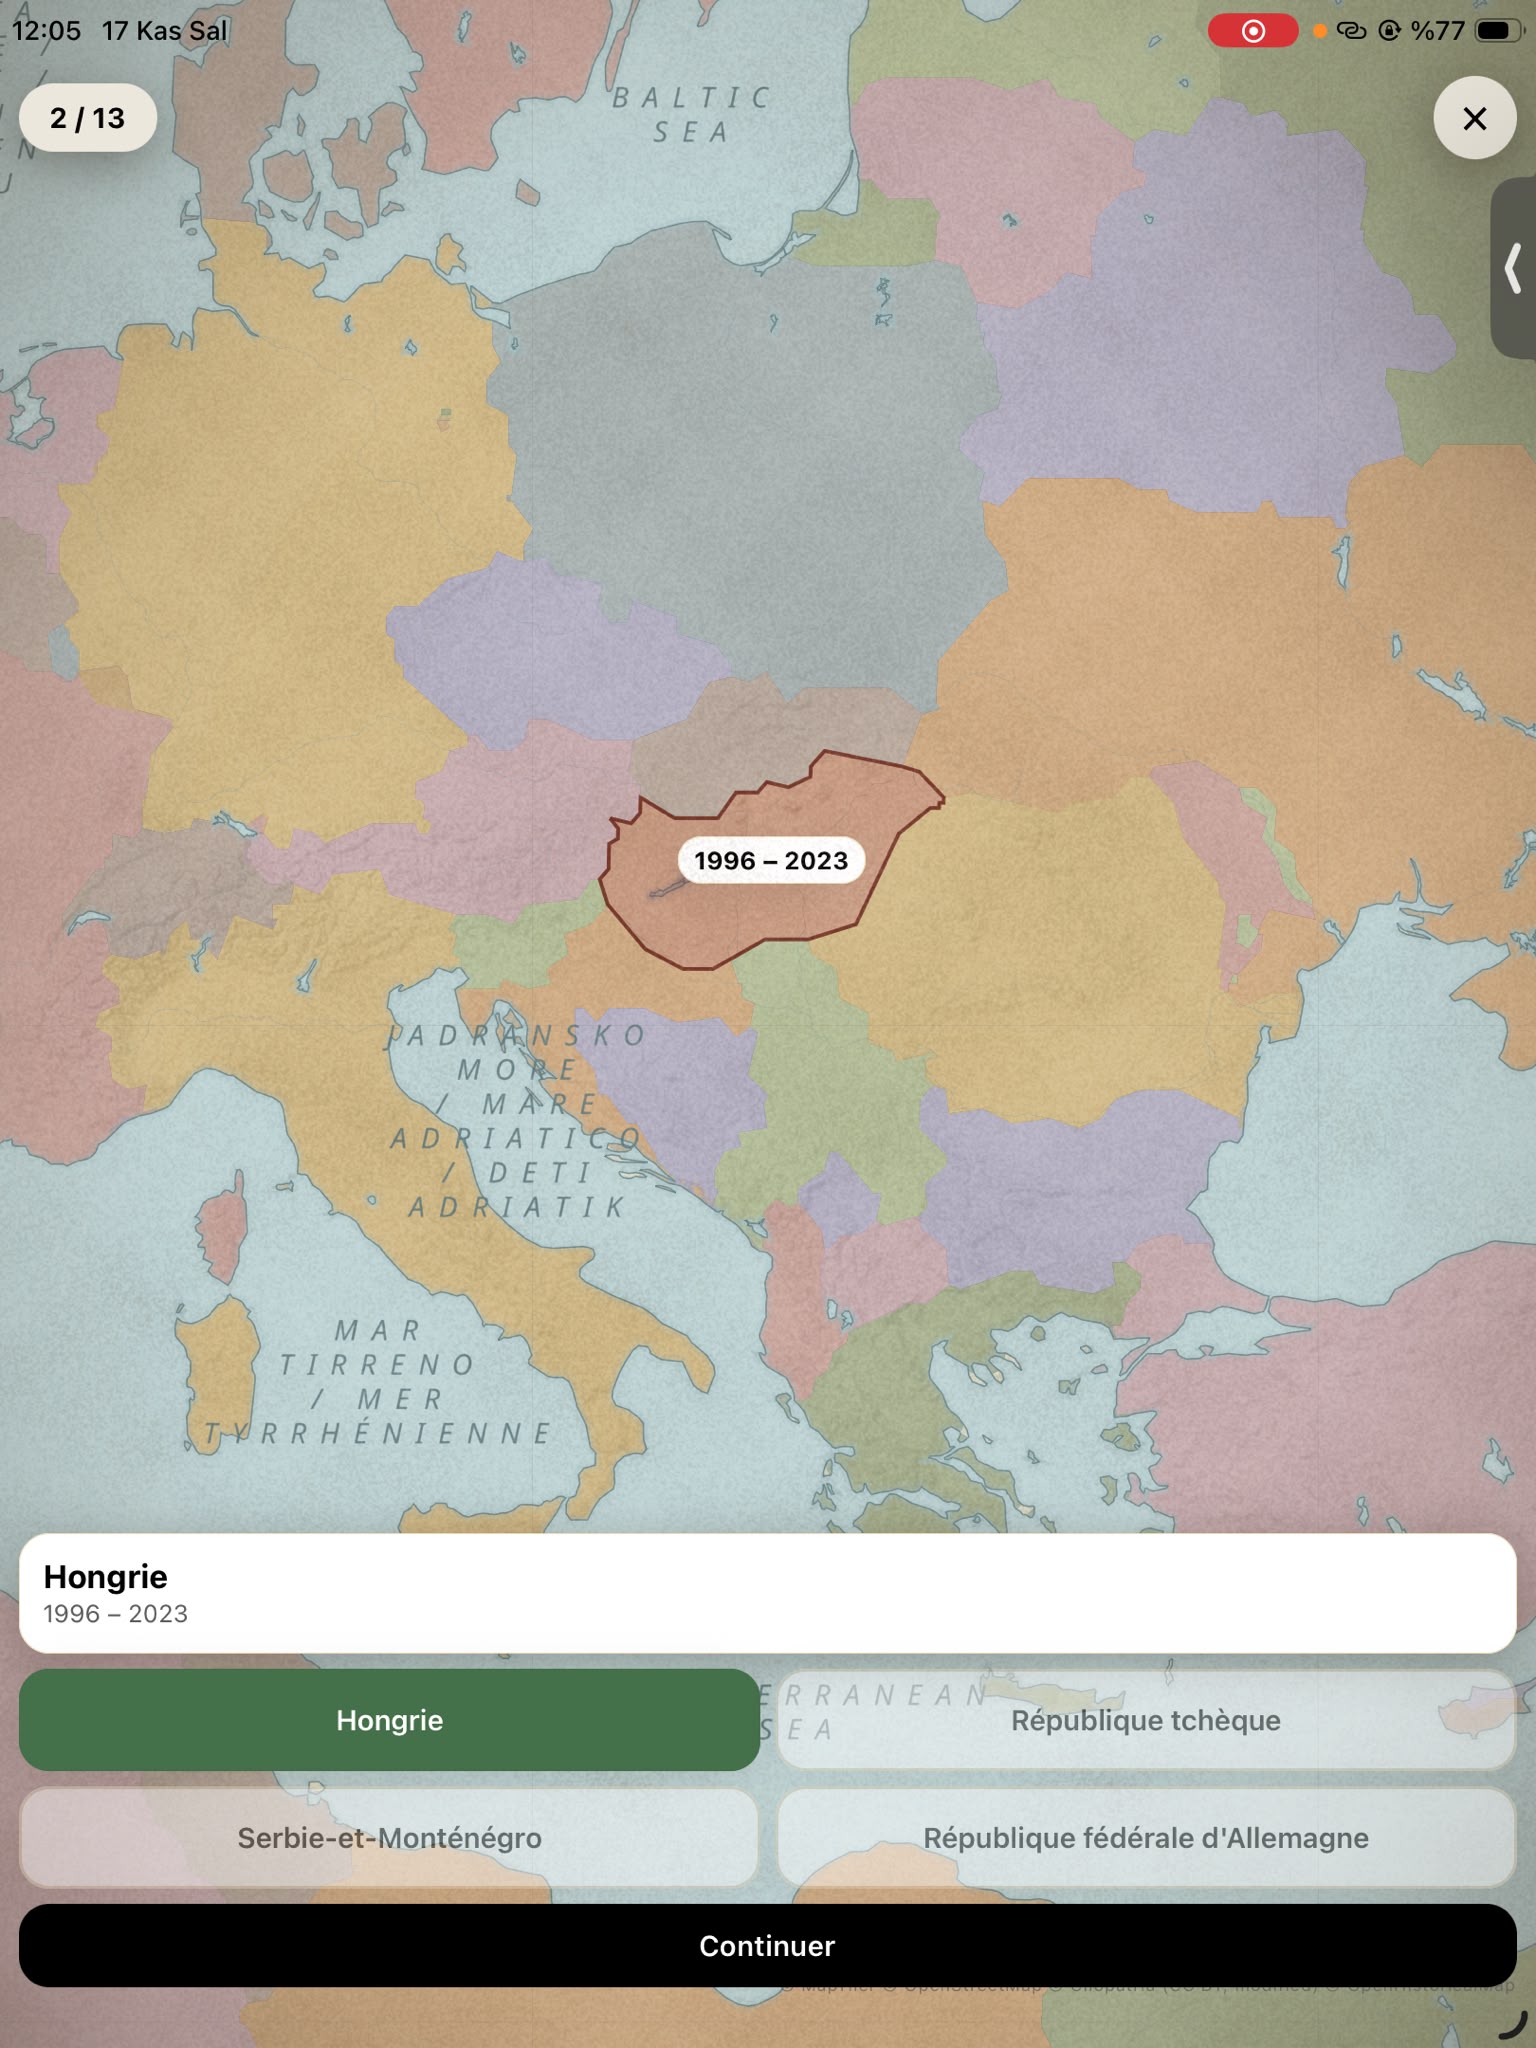 12:05 17 Kas Sal
%77
2 / 13
BALTIC
SEA
1996 – 2023
JADRANSKO
MORE
/ MARE
ADRIATICO
/ DETI
ADRIATIK
MAR
TIRRENO
/ MER
TYRRHÉNIENNE
Hongrie
1996 – 2023
ERRANEAN
SEA
Hongrie
République tchèque
Serbie-et-Monténégro
République fédérale d'Allemagne
Continuer